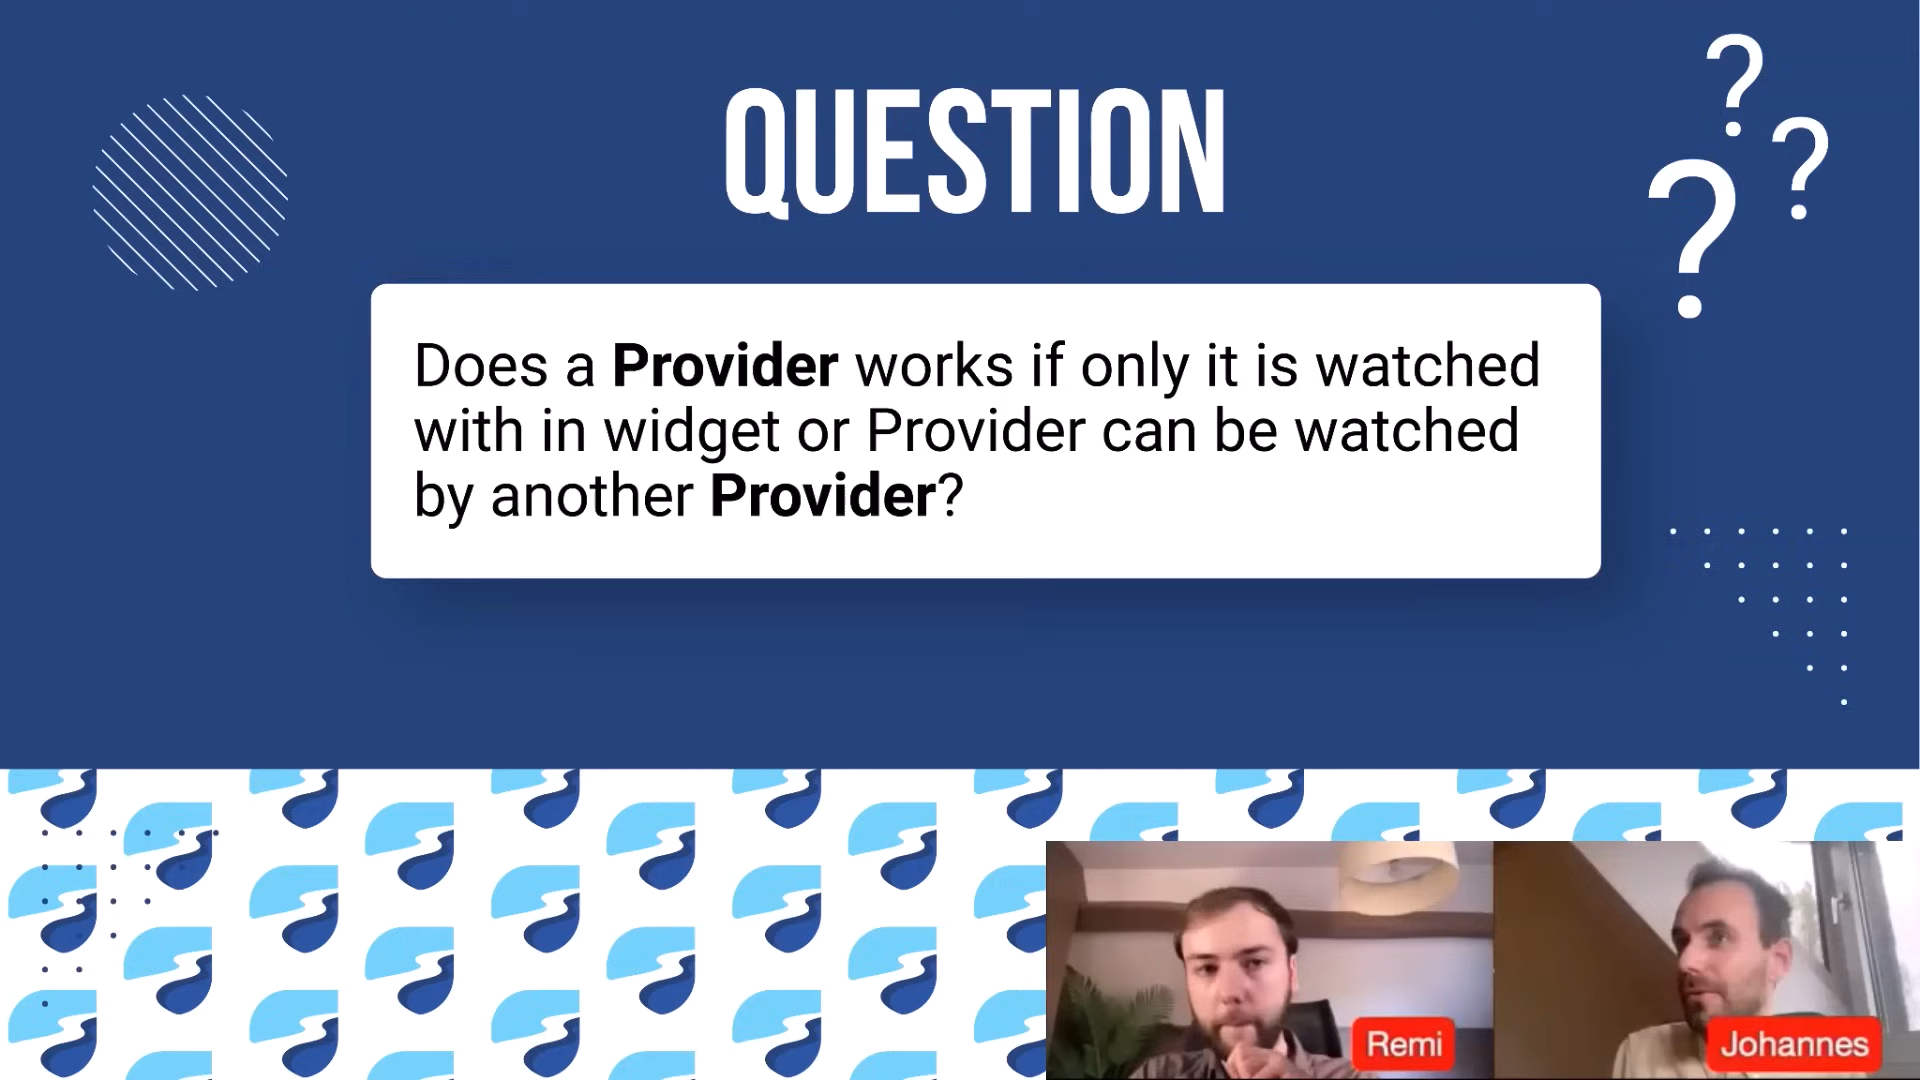 QUESTION
?
?
?
Does a Provider works if only it is watched
with in widget or Provider can be watched
by another Provider?
Remi
Johannes